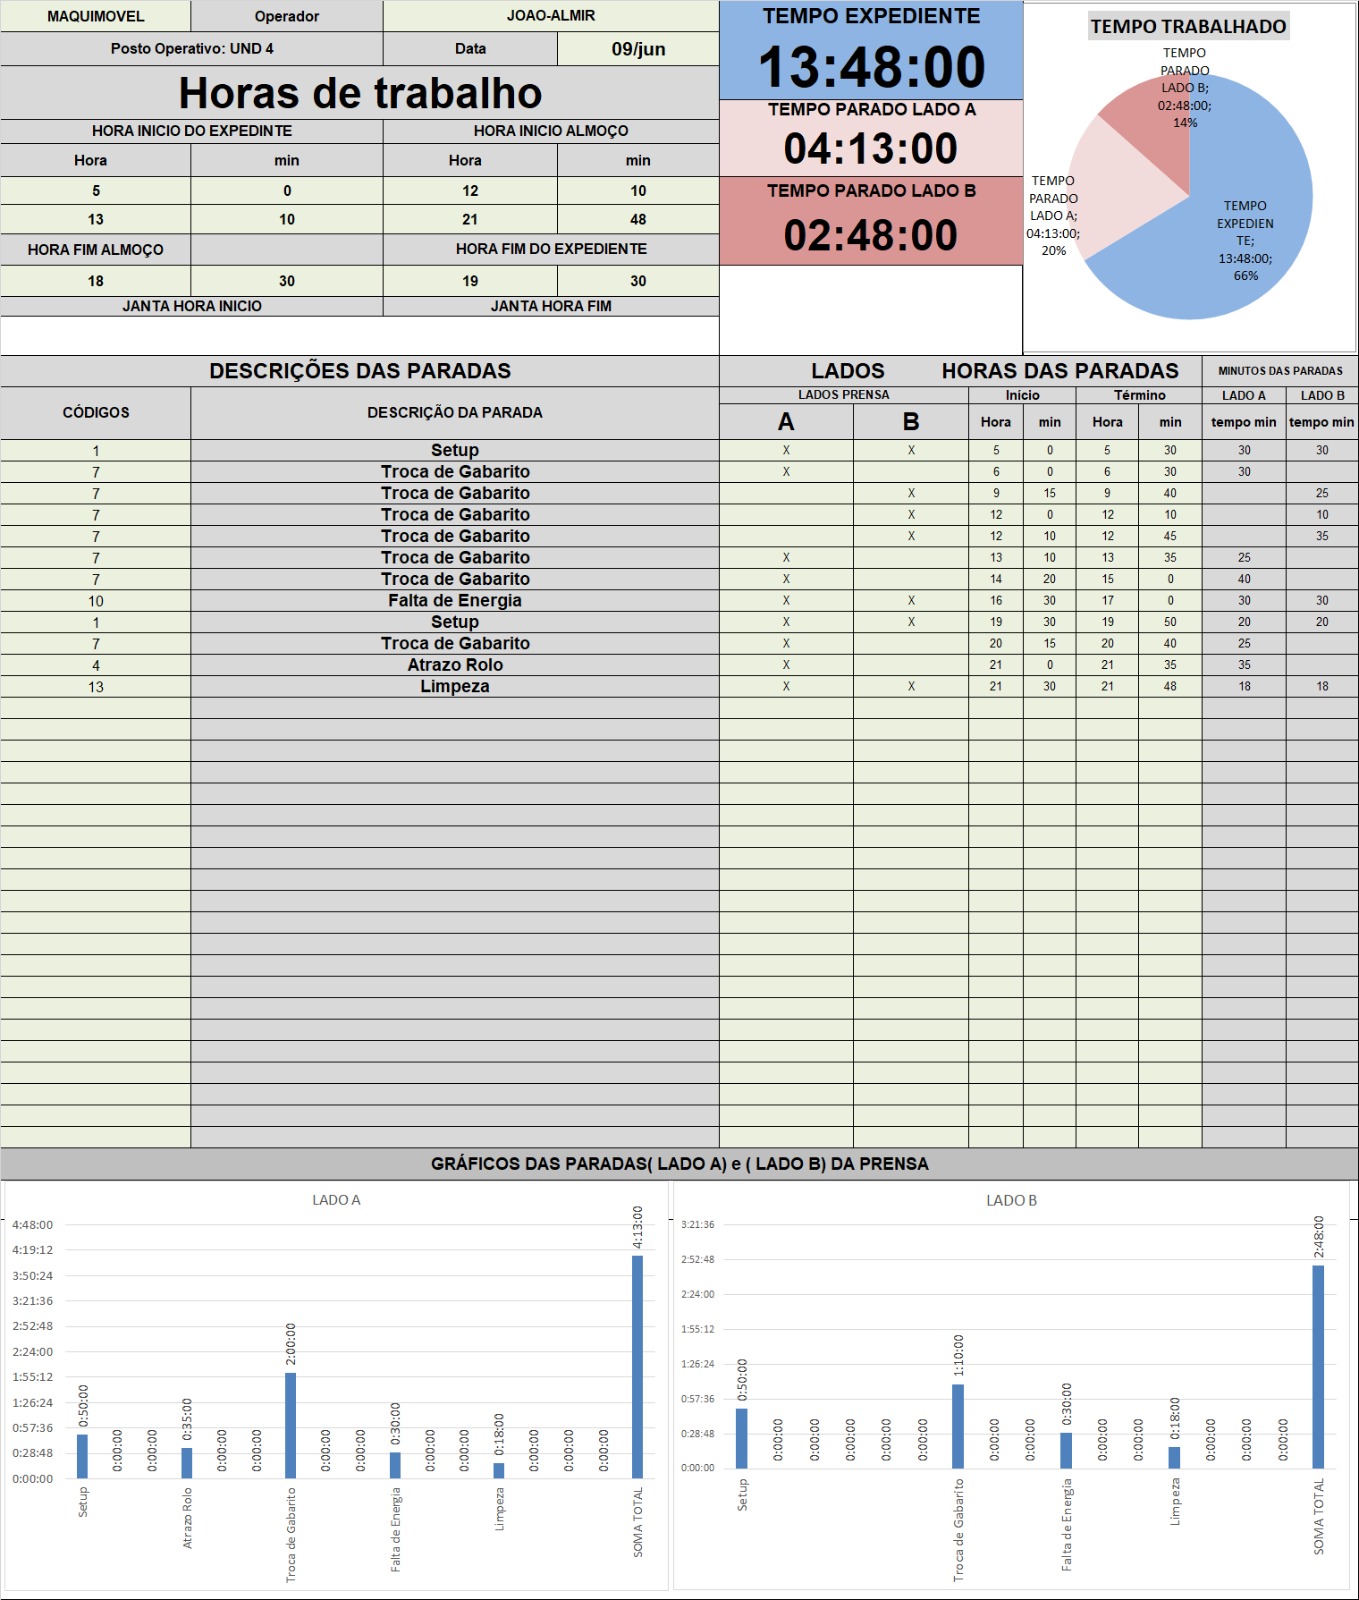 MAQUIMOVEL Operador JOAO-ALMIR
Posto Operativo: UND 4 Data 09/jun
Horas de trabalho
HORA INICIO DO EXPEDINTE HORA INICIO ALMOÇO
Hora min Hora min
5 0 12 10
13 10 21 48
HORA FIM ALMOÇO HORA FIM DO EXPEDIENTE
18 30 19 30
JANTA HORA INICIO JANTA HORA FIM
TEMPO EXPEDIENTE
13:48:00
TEMPO PARADO LADO A
04:13:00
TEMPO PARADO LADO B
02:48:00
TEMPO TRABALHADO
TEMPO
PARADO
LADO B;
02:48:00;
14%
TEMPO
PARADO
LADO A;
04:13:00;
20%
TEMPO
EXPEDIEN
TE;
13:48:00;
66%
DESCRIÇÕES DAS PARADAS LADOS HORAS DAS PARADAS MINUTOS DAS PARADAS
CÓDIGOS DESCRIÇÃO DA PARADA LADOS PRENSA Início Término LADO A LADO B
A B Hora min Hora min tempo min tempo min
1 Setup X X 5 0 5 30 30 30
7 Troca de Gabarito X 6 0 6 30 30
7 Troca de Gabarito X 9 15 9 40 25
7 Troca de Gabarito X 12 0 12 10 10
7 Troca de Gabarito X 12 10 12 45 35
7 Troca de Gabarito X 13 10 13 35 25
7 Troca de Gabarito X 14 20 15 0 40
10 Falta de Energia X X 16 30 17 0 30 30
1 Setup X X 19 30 19 50 20 20
7 Troca de Gabarito X 20 15 20 40 25
4 Atrazo Rolo X 21 0 21 35 35
13 Limpeza X X 21 30 21 48 18 18
GRÁFICOS DAS PARADAS( LADO A) e ( LADO B) DA PRENSA
LADO A
4:48:00
4:19:12
3:50:24
3:21:36
2:52:48
2:24:00
1:55:12
1:26:24
0:57:36
0:28:48
0:00:00
0:50:00 0:00:00 0:00:00 0:35:00 0:00:00 0:00:00 2:00:00 0:00:00 0:00:00 0:30:00 0:00:00 0:00:00 0:18:00 0:00:00 0:00:00 0:00:00 4:13:00
Setup Atrazo Rolo Troca de Gabarito Falta de Energia Limpeza SOMA TOTAL
LADO B
3:21:36
2:52:48
2:24:00
1:55:12
1:26:24
0:57:36
0:28:48
0:00:00
0:50:00 0:00:00 0:00:00 0:00:00 0:00:00 0:00:00 1:10:00 0:00:00 0:00:00 0:30:00 0:00:00 0:00:00 0:18:00 0:00:00 0:00:00 0:00:00 2:48:00
Setup Troca de Gabarito Falta de Energia Limpeza SOMA TOTAL